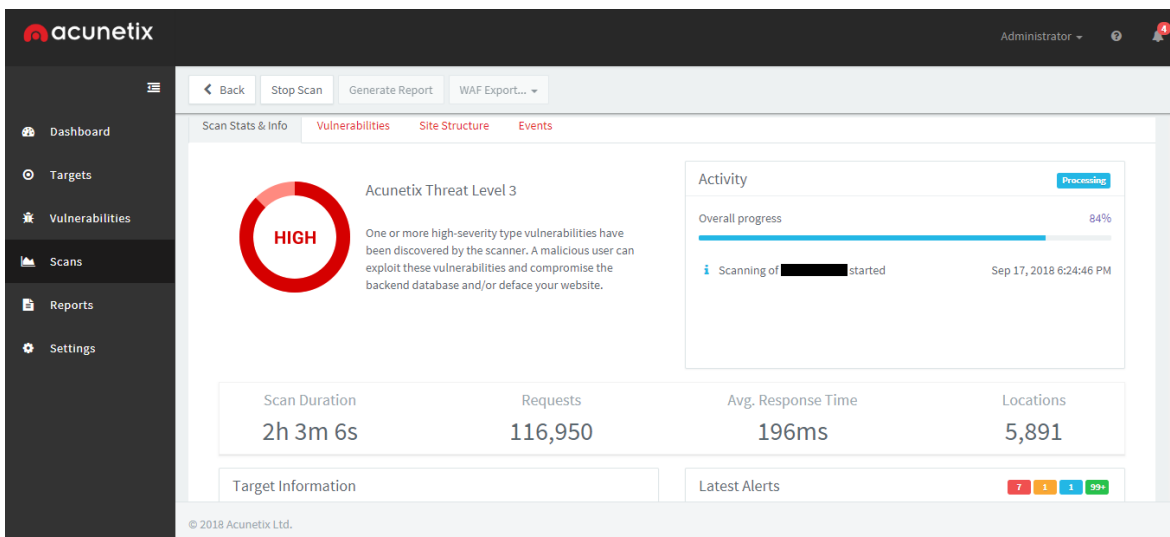 acunetix
Administrator
4
Back
Stop Scan
Generate Report
WAF Export...
Dashboard
Targets
Vulnerabilities
Scans
Reports
Settings
Scan Stats & Info
Vulnerabilities
Site Structure
Events
HIGH
Acunetix Threat Level 3
One or more high-severity type vulnerabilities have
been discovered by the scanner. A malicious user can
exploit these vulnerabilities and compromise the
backend database and/or deface your website.
Activity
Processing
Overall progress
84%
Scanning of
started
Sep 17, 2018 6:24:46 PM
Scan Duration
2h 3m 6s
Requests
116,950
Avg. Response Time
196ms
Locations
5,891
Target Information
Latest Alerts
7
1
1
99+
© 2018 Acunetix Ltd.